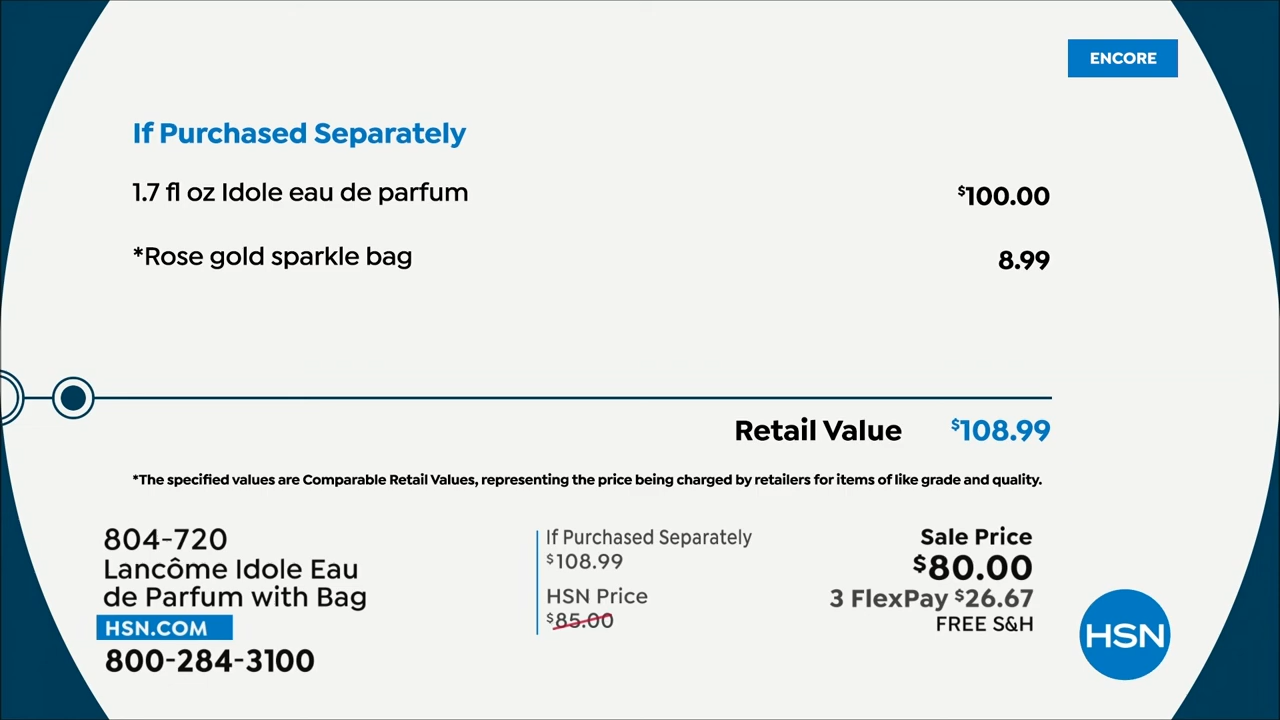 ENCORE
If Purchased Separately
1.7 fl oz Idole eau de parfum $100.00
*Rose gold sparkle bag 8.99
Retail Value $108.99
*The specified values are Comparable Retail Values, representing the price being charged by retailers for items of like grade and quality.
804-720
Lancôme Idole Eau
de Parfum with Bag
HSN.COM
800-284-3100
If Purchased Separately
$108.99
HSN Price
$85.00
Sale Price
$80.00
3 FlexPay $26.67
FREE S&H
HSN